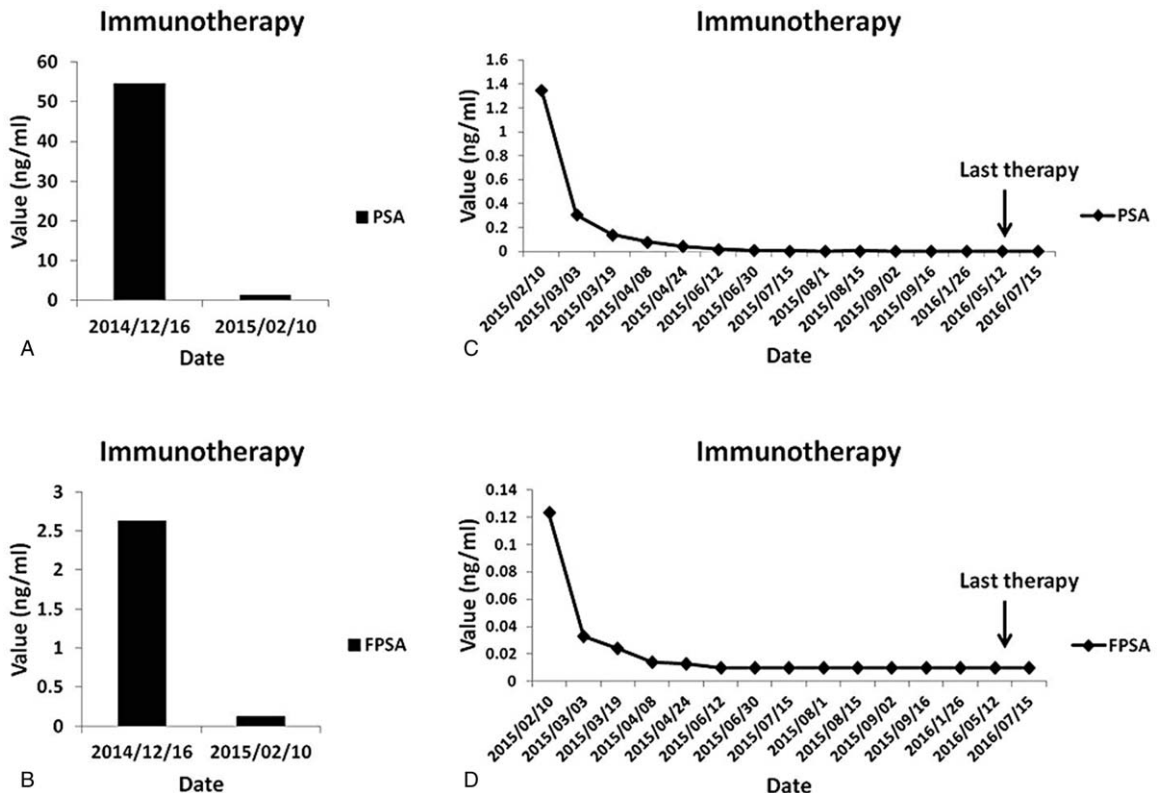 Immunotherapy
Value (ng/ml)
60
50
40
30
20
10
0
2014/12/16 2015/02/10
Date
PSA
A
Immunotherapy
Value (ng/ml)
1.6
1.4
1.2
1
0.8
0.6
0.4
0.2
0
Last therapy
PSA
2015/02/10
2015/03/03
2015/03/19
2015/04/08
2015/04/24
2015/06/12
2015/06/30
2015/07/15
2015/08/1
2015/08/15
2015/09/02
2015/09/16
2016/1/26
2016/05/12
2016/07/15
Date
C
Immunotherapy
Value (ng/ml)
3
2.5
2
1.5
1
0.5
0
2014/12/16 2015/02/10
Date
FPSA
B
Immunotherapy
Value (ng/ml)
0.14
0.12
0.1
0.08
0.06
0.04
0.02
0
Last therapy
FPSA
2015/02/10
2015/03/03
2015/03/19
2015/04/08
2015/04/24
2015/06/12
2015/06/30
2015/07/15
2015/08/1
2015/08/15
2015/09/02
2015/09/16
2016/1/26
2016/05/12
2016/07/15
Date
D